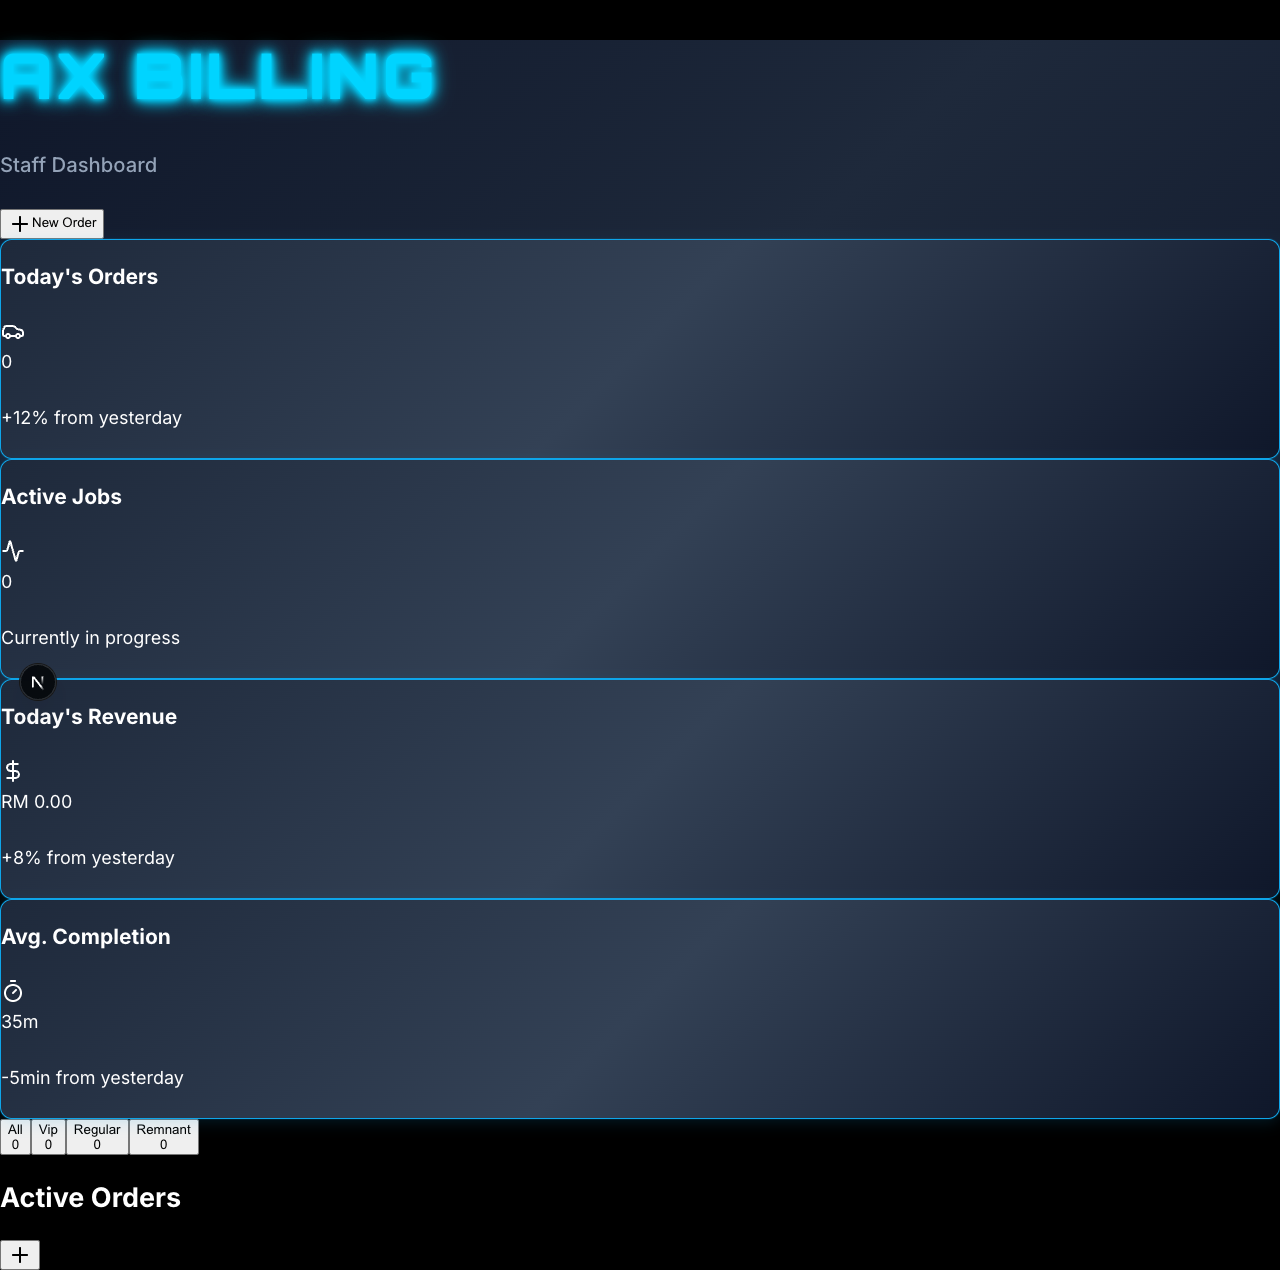 AX BILLING
Staff Dashboard
New Order
Today's Orders
0
+12% from yesterday
Active Jobs
0
Currently in progress
N
Today's Revenue
RM 0.00
+8% from yesterday
Avg. Completion
35m
-5min from yesterday
All Vip Regular Remnant
0 0 0 0
Active Orders